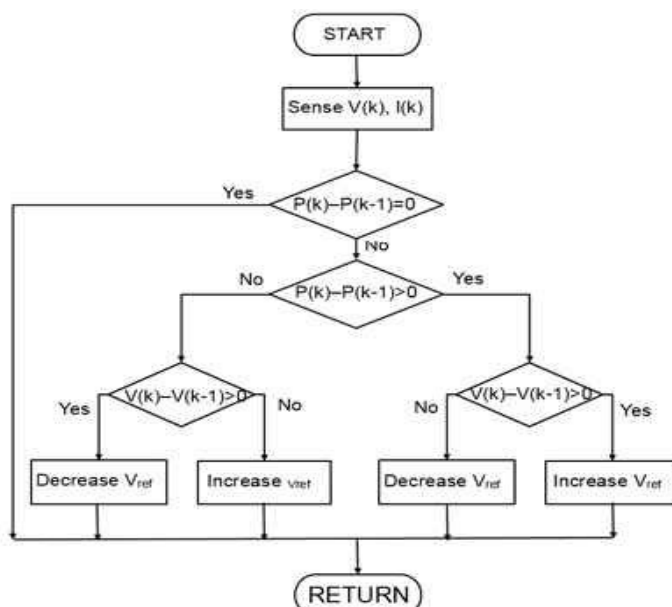 START
Sense V(k), I(k)
Yes
P(k)–P(k-1)=0
No
No
P(k)–P(k-1)>0
Yes
V(k)–V(k-1)>0
V(k)–V(k-1)>0
Yes
No
No
Yes
Decrease Vref
Increase Vref
Decrease Vref
Increase Vref
RETURN